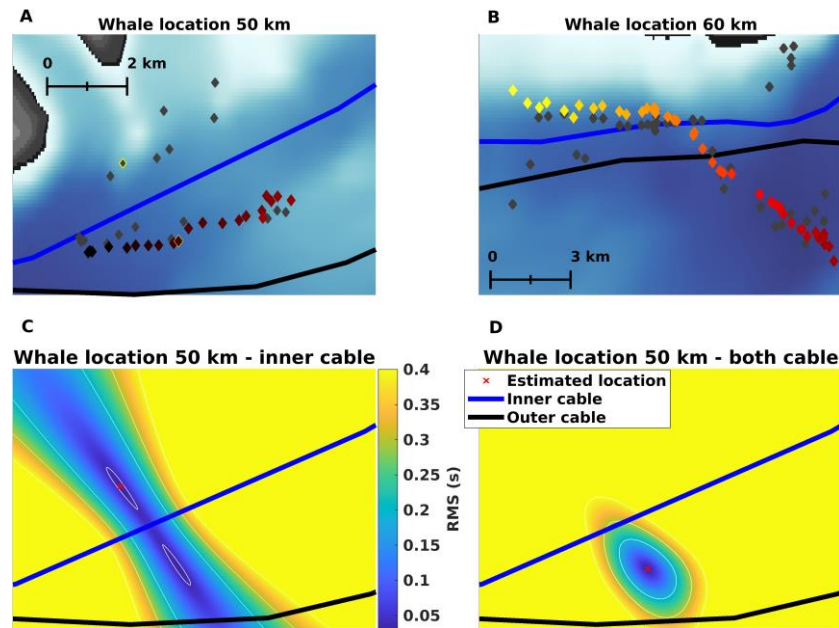 A
Whale location 50 km
0 2 km
B
Whale location 60 km
0 3 km
C
Whale location 50 km - inner cable
0.4
0.35
0.3
0.25
0.2
0.15
0.1
0.05
RMS (s)
D
Whale location 50 km - both cable
Estimated location
Inner cable
Outer cable